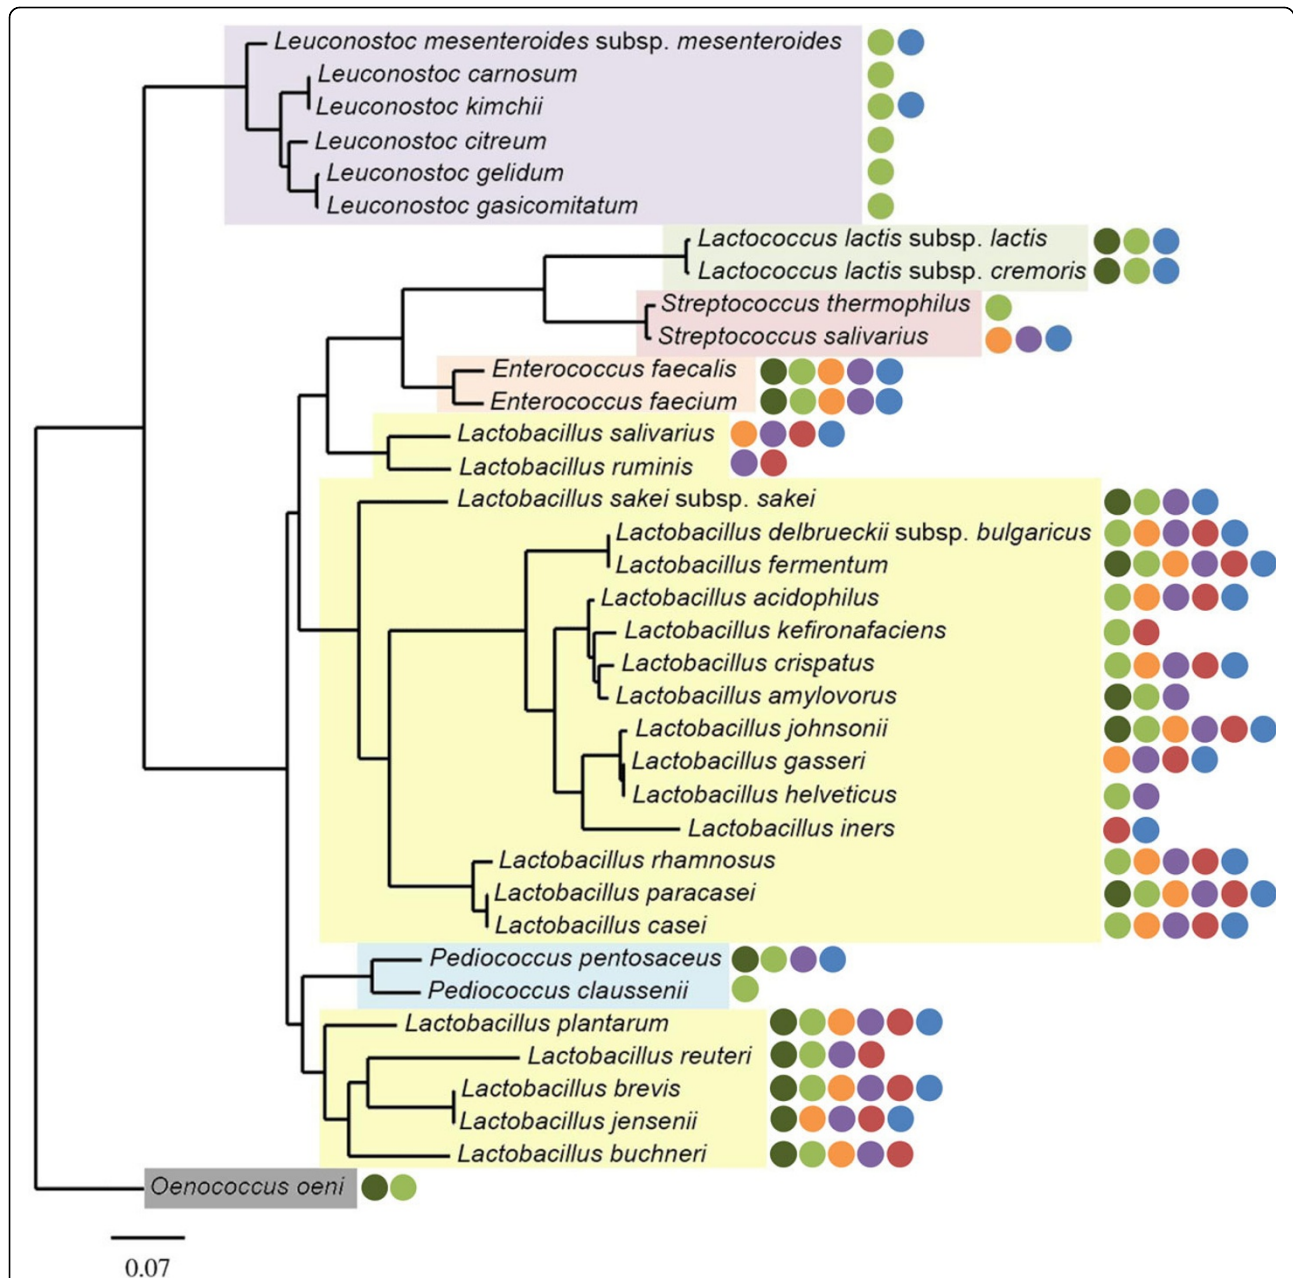 Leuconostoc mesenteroides subsp. mesenteroides
Leuconostoc carnosum
Leuconostoc kimchii
Leuconostoc citreum
Leuconostoc gelidum
Leuconostoc gasicomitatum
Lactococcus lactis subsp. lactis
Lactococcus lactis subsp. cremoris
Streptococcus thermophilus
Streptococcus salivarius
Enterococcus faecalis
Enterococcus faecium
Lactobacillus salivarius
Lactobacillus ruminis
Lactobacillus sakei subsp. sakei
Lactobacillus delbrueckii subsp. bulgaricus
Lactobacillus fermentum
Lactobacillus acidophilus
Lactobacillus kefironafaciens
Lactobacillus crispatus
Lactobacillus amylovorus
Lactobacillus johnsonii
Lactobacillus gasseri
Lactobacillus helveticus
Lactobacillus iners
Lactobacillus rhamnosus
Lactobacillus paracasei
Lactobacillus casei
Pediococcus pentosaceus
Pediococcus claussenii
Lactobacillus plantarum
Lactobacillus reuteri
Lactobacillus brevis
Lactobacillus jensenii
Lactobacillus buchneri
Oenococcus oeni
0.07